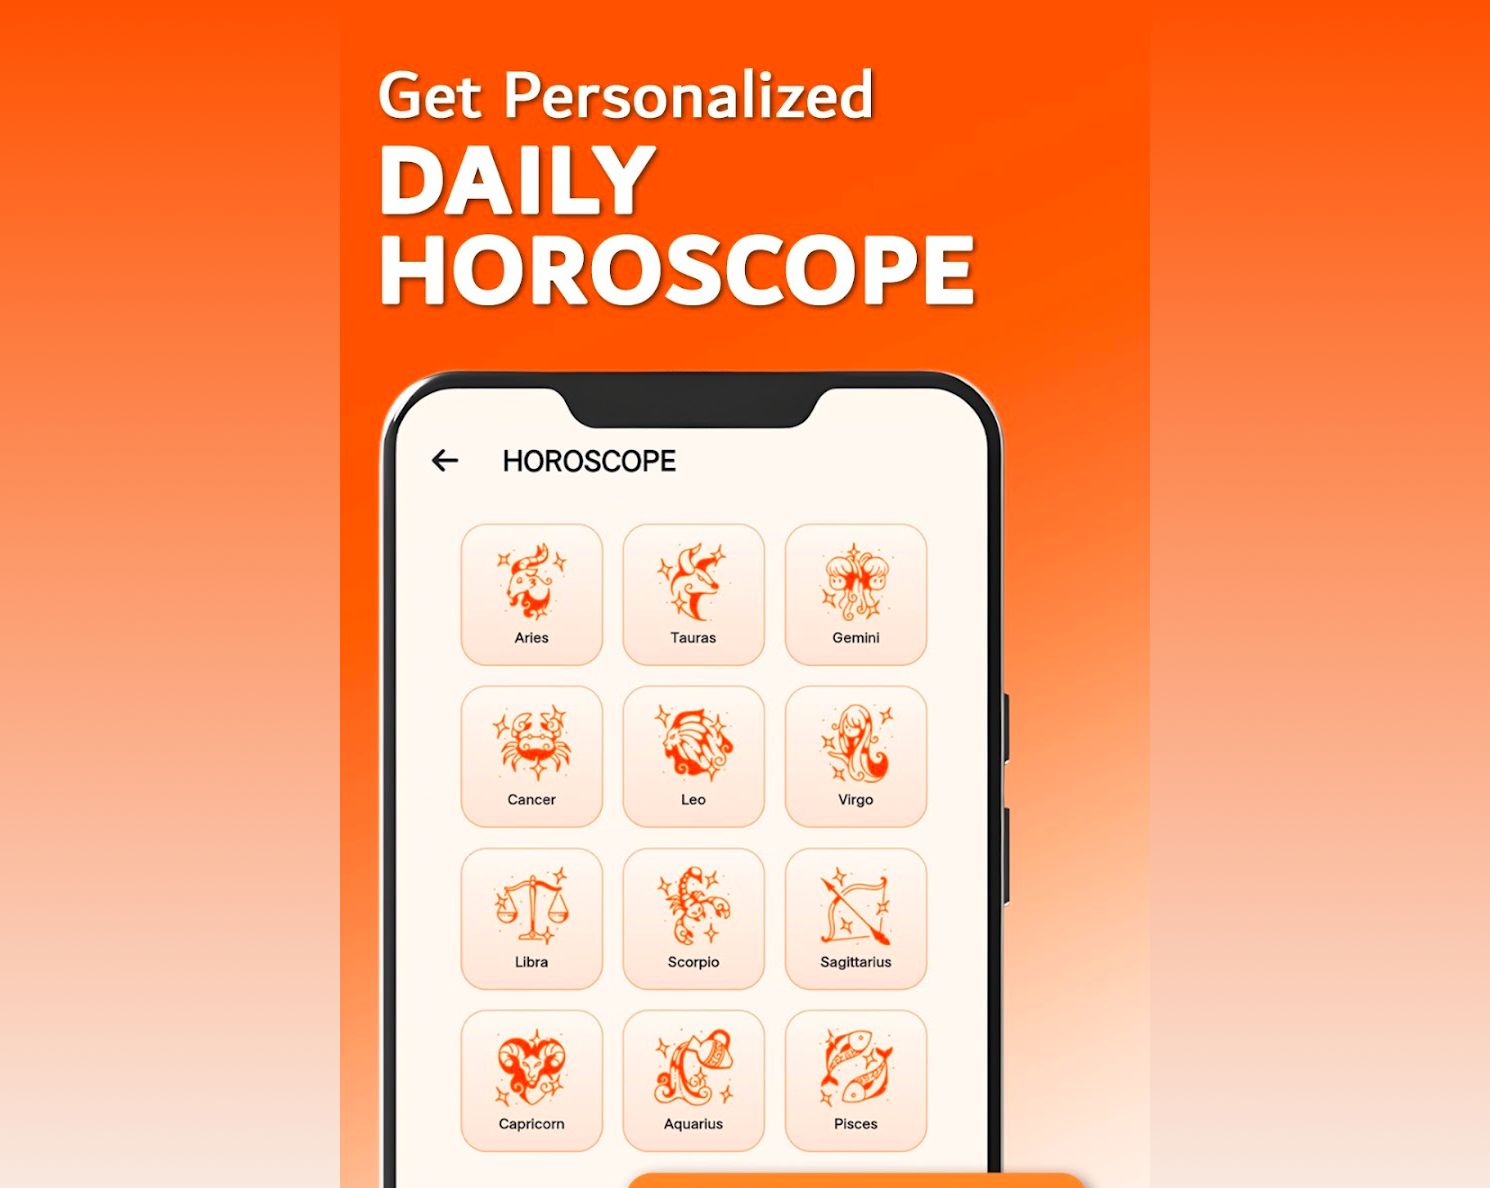 Get Personalized
DAILY
HOROSCOPE
HOROSCOPE
Aries
Tauras
Gemini
Cancer
Leo
Virgo
Libra
Scorpio
Sagittarius
Capricorn
Aquarius
Pisces